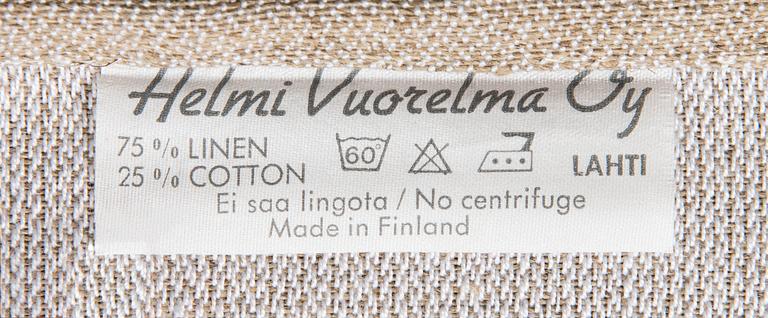 Helmi Vuorelma Oy
75 % LINEN
25 % COTTON
60°
LAHTI
Ei saa lingota / No centrifuge
Made in Finland